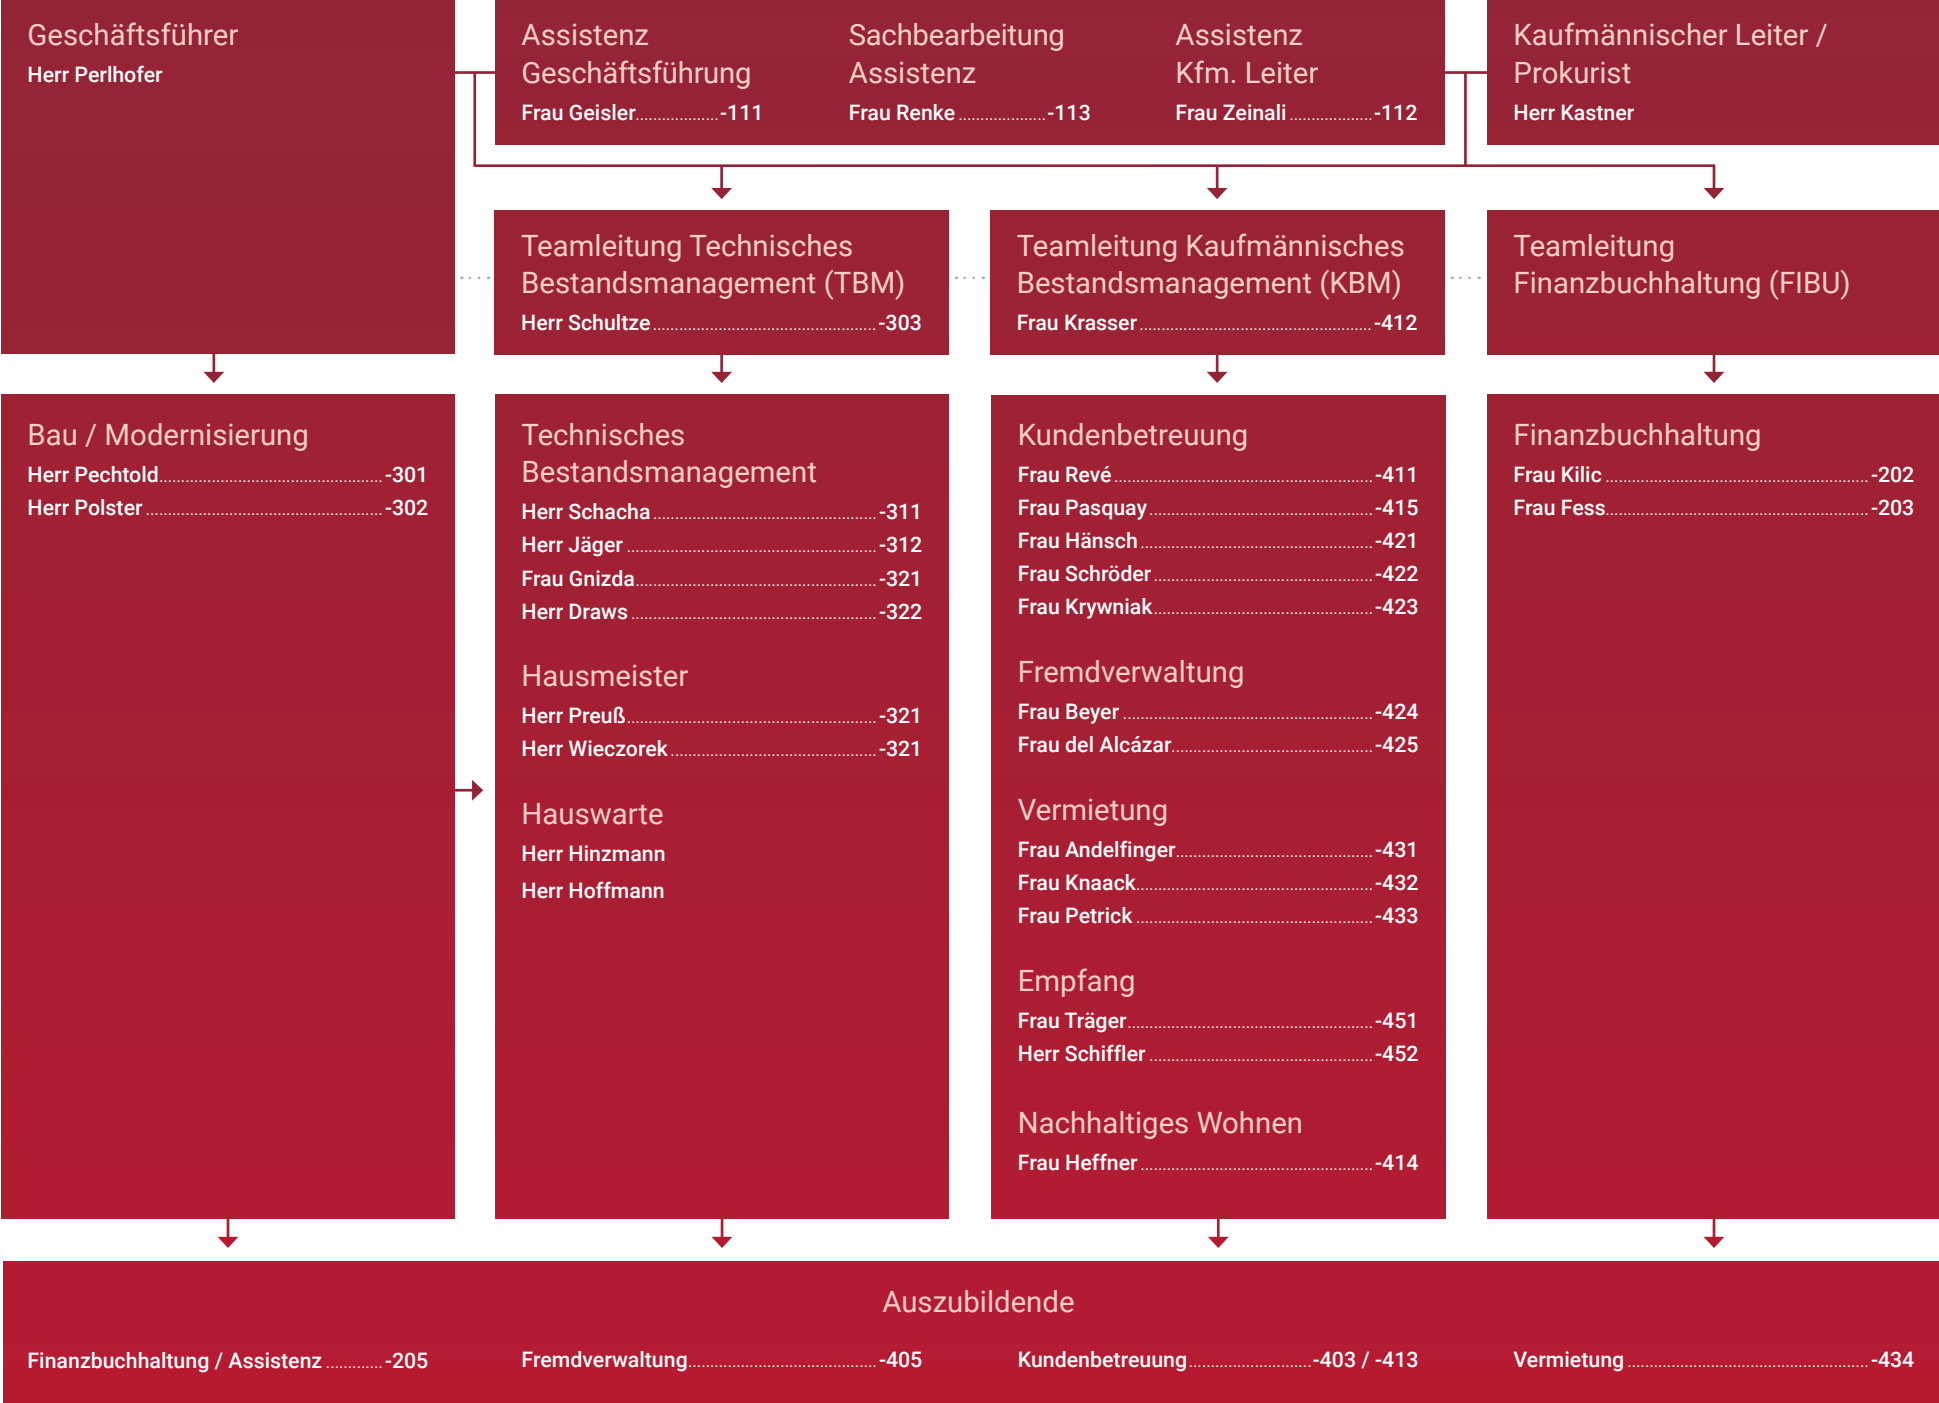 Geschäftsführer
Herr Perlhofer
Assistenz
Geschäftsführung
Frau Geisler -111
Sachbearbeitung
Assistenz
Frau Renke -113
Assistenz
Kfm. Leiter
Frau Zeinali -112
Kaufmännischer Leiter /
Prokurist
Herr Kastner
Teamleitung Technisches
Bestandsmanagement (TBM)
Herr Schultze -303
Teamleitung Kaufmännisches
Bestandsmanagement (KBM)
Frau Krasser -412
Teamleitung
Finanzbuchhaltung (FIBU)
Bau / Modernisierung
Herr Pechtold -301
Herr Polster -302
Technisches
Bestandsmanagement
Herr Schacha -311
Herr Jäger -312
Frau Gnizda -321
Herr Draws -322
Hausmeister
Herr Preuß -321
Herr Wieczorek -321
Hauswarte
Herr Hinzmann
Herr Hoffmann
Kundenbetreuung
Frau Revé -411
Frau Pasquay -415
Frau Hänsch -421
Frau Schröder -422
Frau Krywniak -423
Fremdverwaltung
Frau Beyer -424
Frau del Alcázar -425
Vermietung
Frau Andelfinger -431
Frau Knaack -432
Frau Petrick -433
Empfang
Frau Träger -451
Herr Schiffler -452
Nachhaltiges Wohnen
Frau Heffner -414
Finanzbuchhaltung
Frau Kilic -202
Frau Fess -203
Auszubildende
Finanzbuchhaltung / Assistenz -205
Fremdverwaltung -405
Kundenbetreuung -403 / -413
Vermietung -434